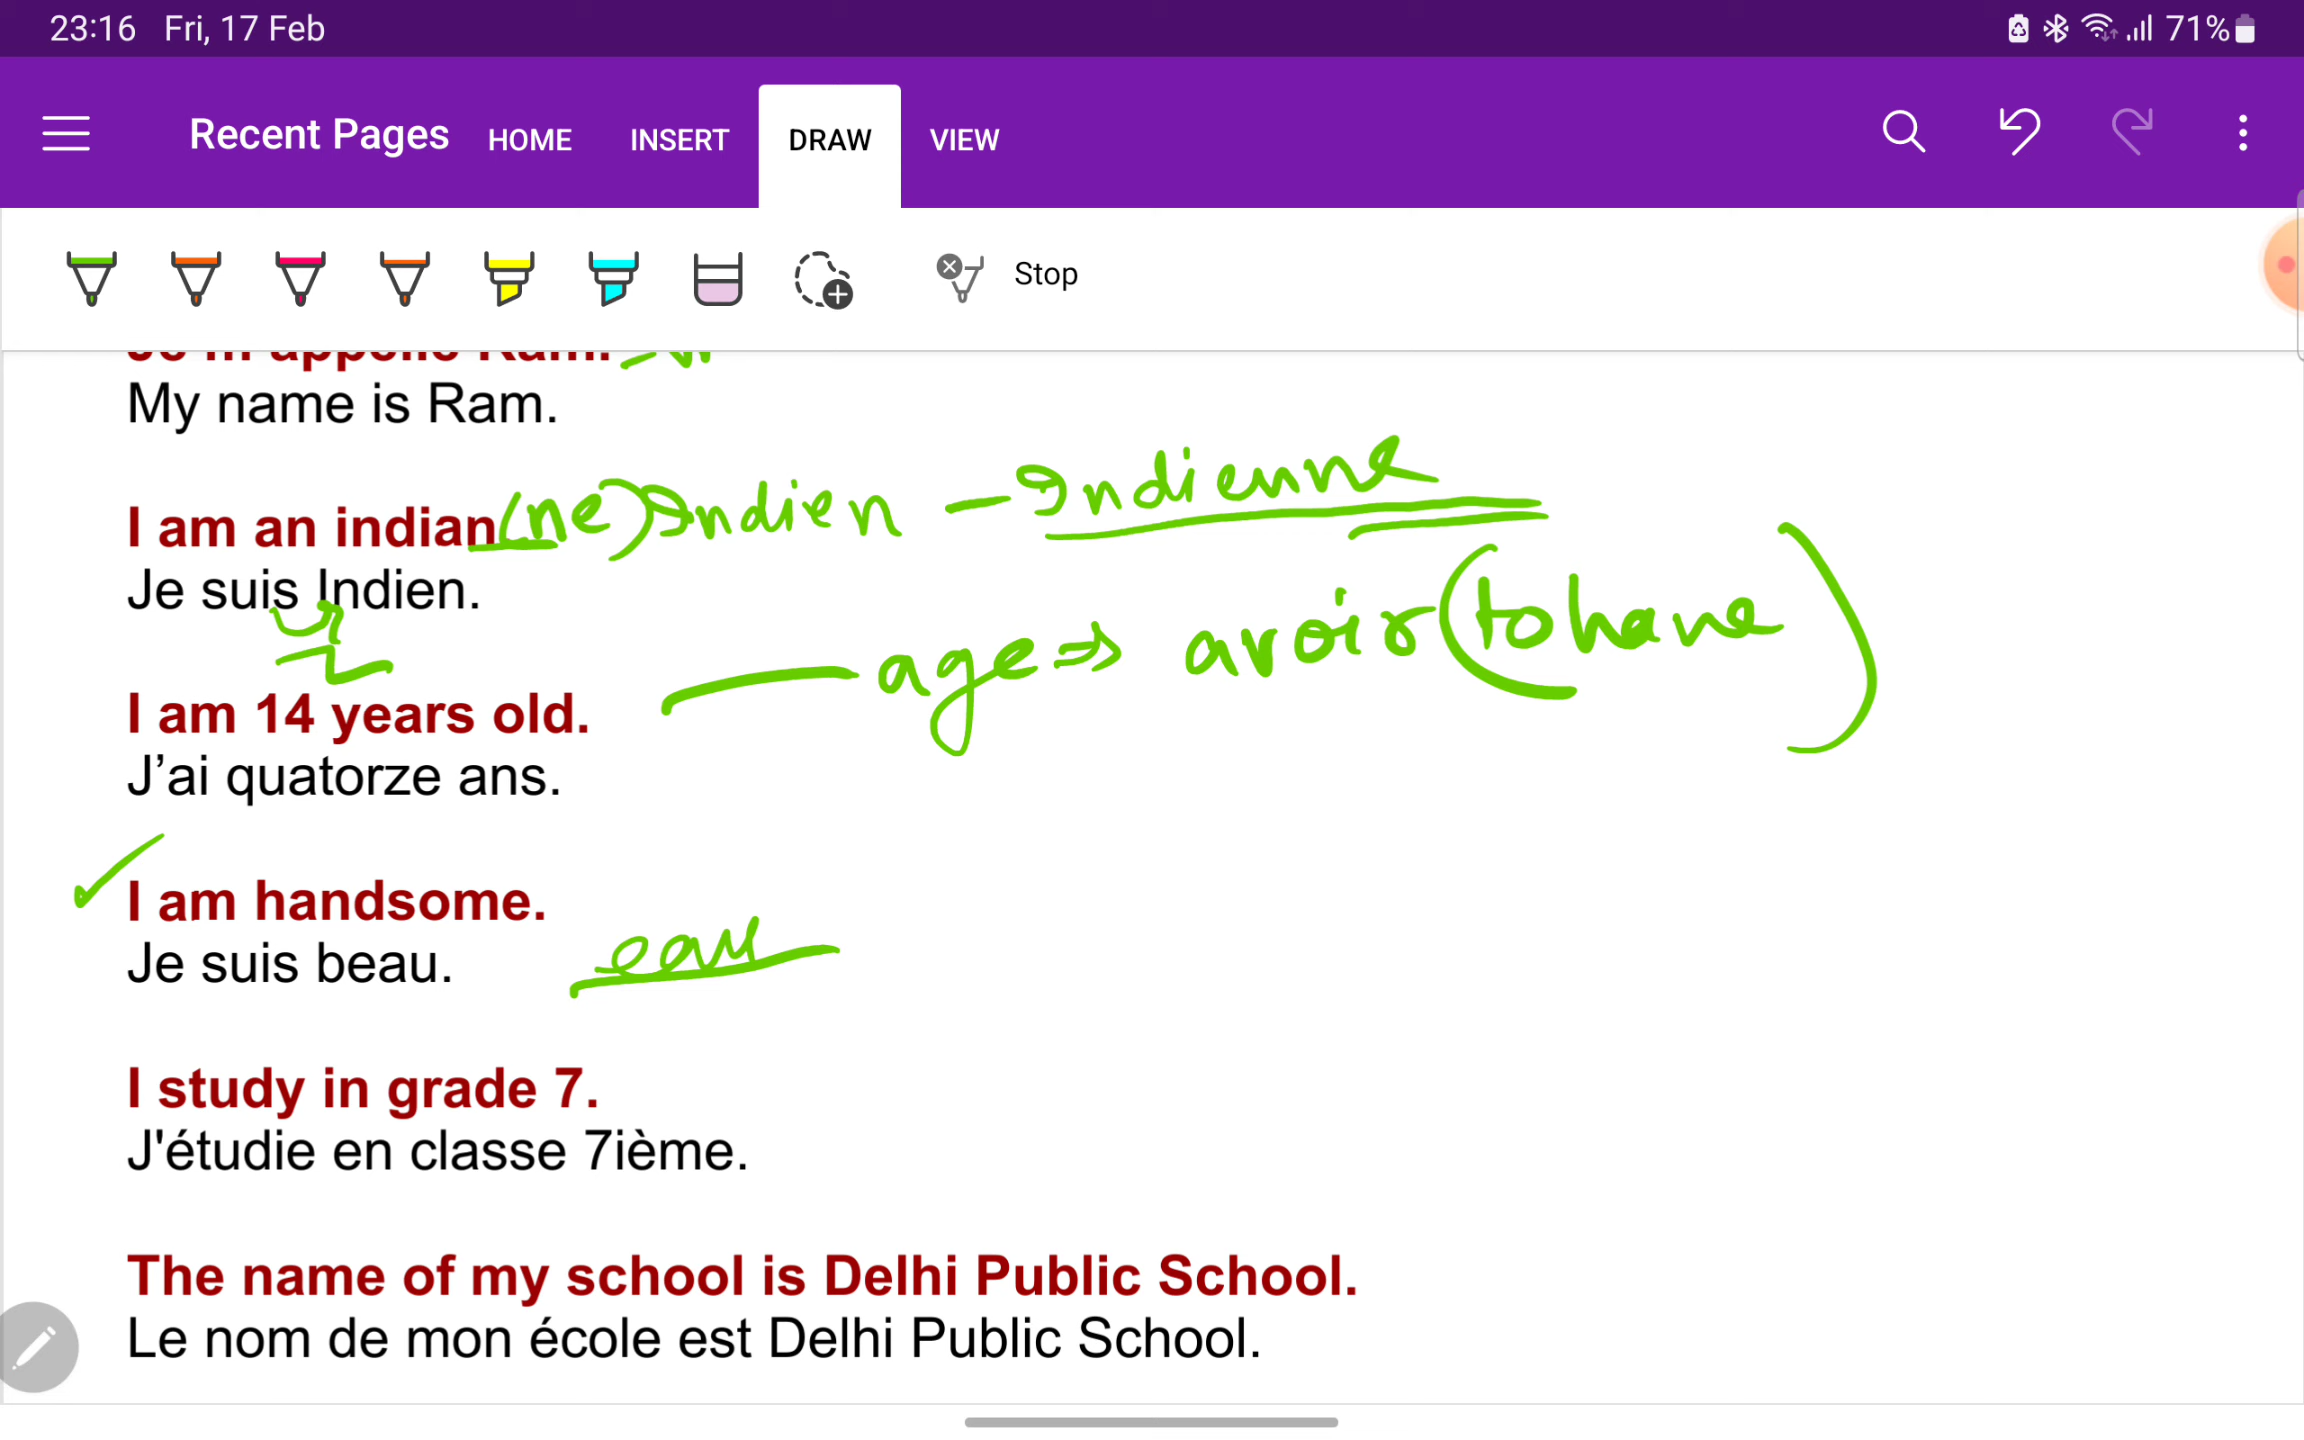 23:16 Fri, 17 Feb 71%
Recent Pages HOME INSERT DRAW VIEW
Stop
Je m'appelle Ram.
My name is Ram.
I am an indian(ne) Indien — Indienne
Je suis Indien.
age⇒ avoir (to have)
I am 14 years old.
J’ai quatorze ans.
I am handsome.
Je suis beau. eau
I study in grade 7.
J'étudie en classe 7ième.
The name of my school is Delhi Public School.
Le nom de mon école est Delhi Public School.